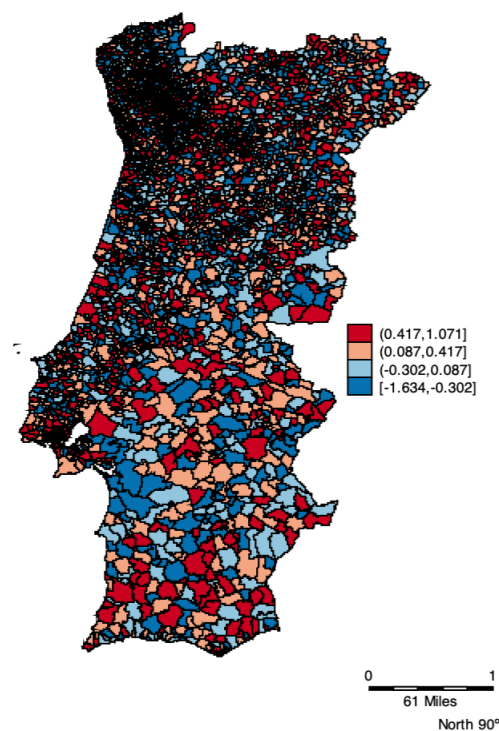 (0.417,1.071]
(0.087,0.417]
(-0.302,0.087]
[-1.634,-0.302]
0 1
61 Miles
North 90°